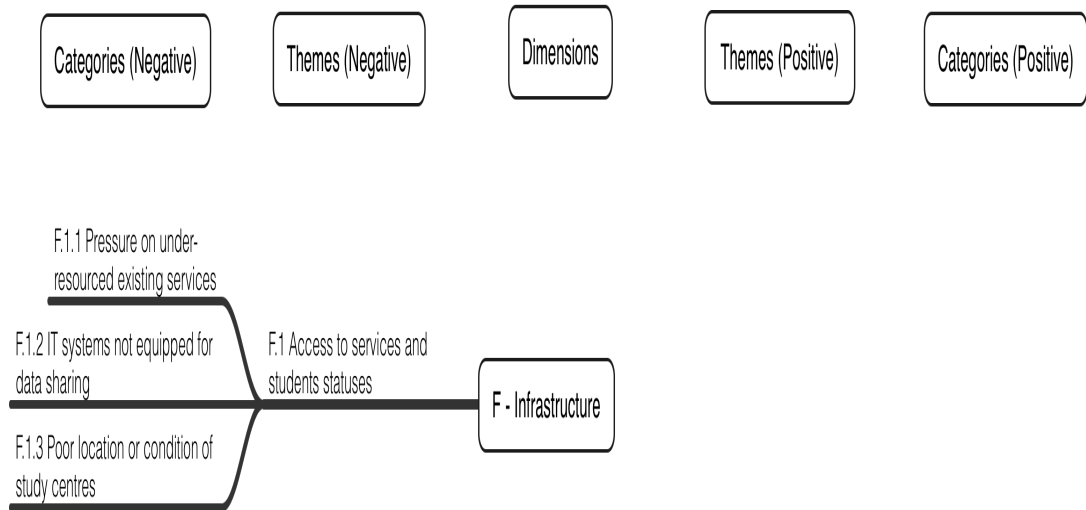 Categories (Negative)
Themes (Negative)
Dimensions
Themes (Positive)
Categories (Positive)
F.1.1 Pressure on under-
resourced existing services
F.1.2 IT systems not equipped for
data sharing
F.1 Access to services and
students statuses
F - Infrastructure
F.1.3 Poor location or condition of
study centres